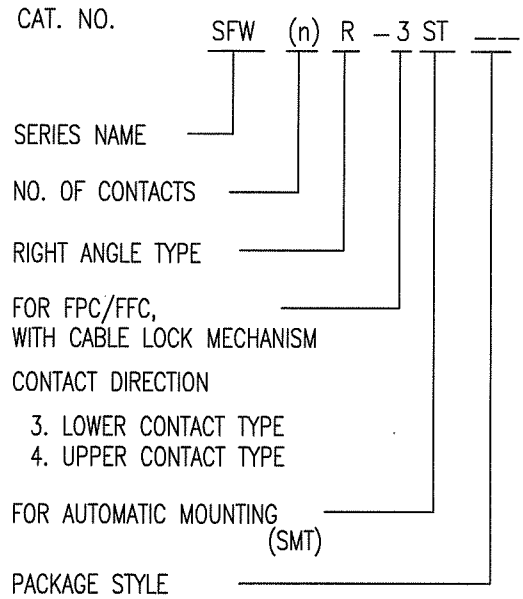 CAT. NO.
SFW (n) R - 3 ST _ _
SERIES NAME
NO. OF CONTACTS
RIGHT ANGLE TYPE
FOR FPC/FFC,
WITH CABLE LOCK MECHANISM
CONTACT DIRECTION
3. LOWER CONTACT TYPE
4. UPPER CONTACT TYPE
FOR AUTOMATIC MOUNTING
(SMT)
PACKAGE STYLE